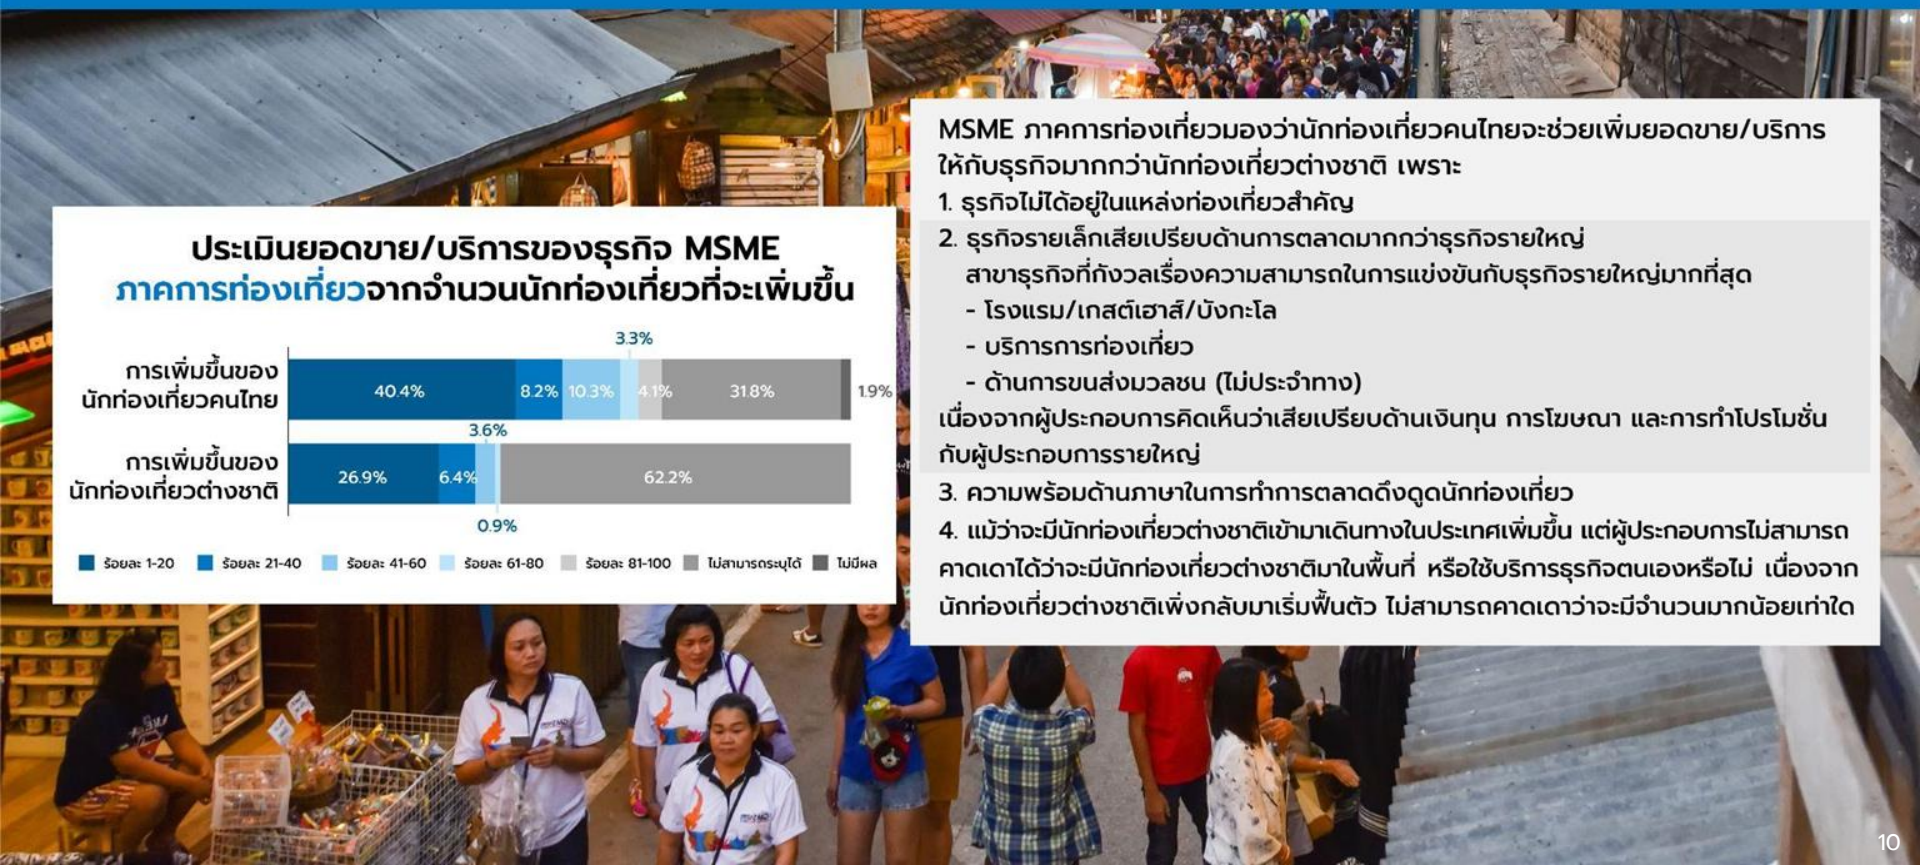 ประเมินยอดขาย/บริการของธุรกิจ MSME
ภาคการท่องเที่ยวจากจำนวนนักท่องเที่ยวที่จะเพิ่มขึ้น
3.3%
การเพิ่มขึ้นของ
นักท่องเที่ยวคนไทย
40.4% 8.2% 10.3% 4.1% 31.8% 1.9%
3.6%
การเพิ่มขึ้นของ
นักท่องเที่ยวต่างชาติ
26.9% 6.4% 62.2%
0.9%
ร้อยละ 1-20 ร้อยละ 21-40 ร้อยละ 41-60 ร้อยละ 61-80 ร้อยละ 81-100 ไม่สามารถระบุได้ ไม่มีผล
MSME ภาคการท่องเที่ยวมองว่านักท่องเที่ยวคนไทยจะช่วยเพิ่มยอดขาย/บริการ
ให้กับธุรกิจมากกว่านักท่องเที่ยวต่างชาติ เพราะ
1. ธุรกิจไม่ได้อยู่ในแหล่งท่องเที่ยวสำคัญ
2. ธุรกิจรายเล็กเสียเปรียบด้านการตลาดมากกว่าธุรกิจรายใหญ่
สาขาธุรกิจที่กังวลเรื่องความสามารถในการแข่งขันกับธุรกิจรายใหญ่มากที่สุด
- โรงแรม/เกสต์เฮาส์/บังกะโล
- บริการการท่องเที่ยว
- ด้านการขนส่งมวลชน (ไม่ประจำทาง)
เนื่องจากผู้ประกอบการคิดเห็นว่าเสียเปรียบด้านเงินทุน การโฆษณา และการทำโปรโมชั่น
กับผู้ประกอบการรายใหญ่
3. ความพร้อมด้านภาษาในการทำการตลาดดึงดูดนักท่องเที่ยว
4. แม้ว่าจะมีนักท่องเที่ยวต่างชาติเข้ามาเดินทางในประเทศเพิ่มขึ้น แต่ผู้ประกอบการไม่สามารถ
คาดเดาได้ว่าจะมีนักท่องเที่ยวต่างชาติมาในพื้นที่ หรือใช้บริการธุรกิจตนเองหรือไม่ เนื่องจาก
นักท่องเที่ยวต่างชาติเพิ่งกลับมาเริ่มฟื้นตัว ไม่สามารถคาดเดาว่าจะมีจำนวนมากน้อยเท่าใด
10